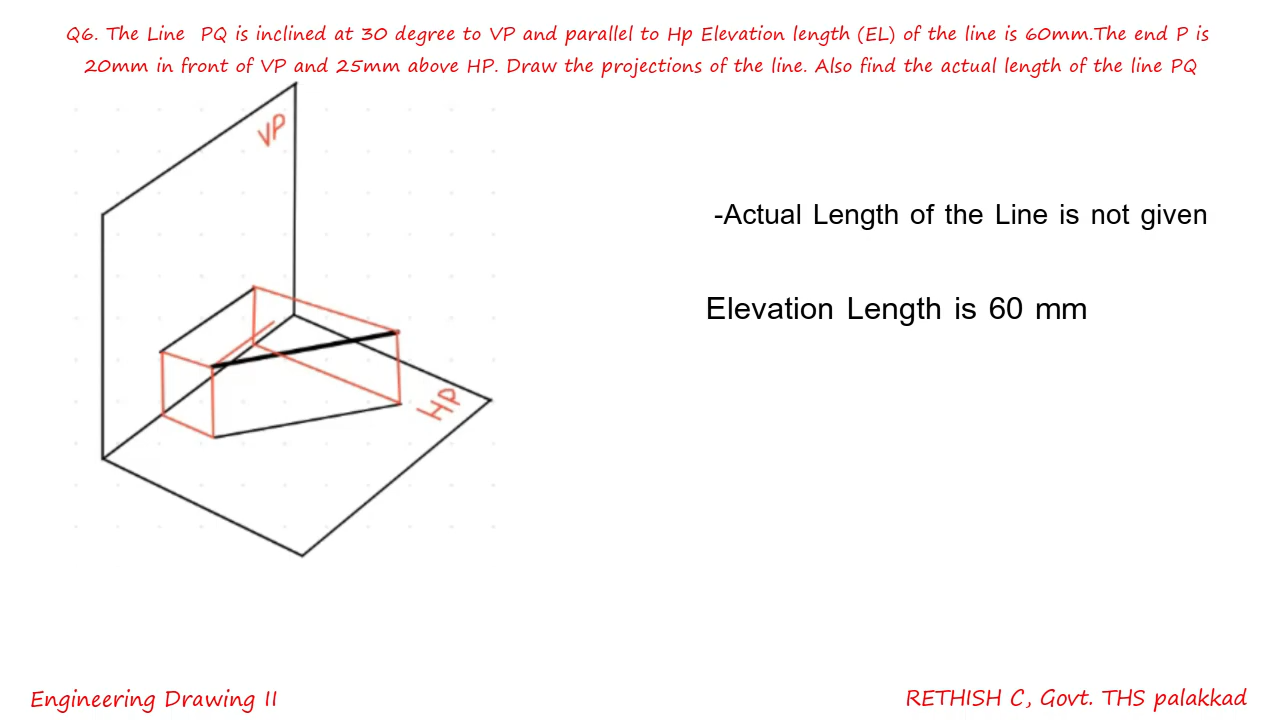 Q6. The Line PQ is inclined at 30 degree to VP and parallel to Hp Elevation length (EL) of the line is 60mm.The end P is
20mm in front of VP and 25mm above HP. Draw the projections of the line. Also find the actual length of the line PQ
VP
-Actual Length of the Line is not given
Elevation Length is 60 mm
HP
Engineering Drawing II
RETHISH C, Govt. THS palakkad